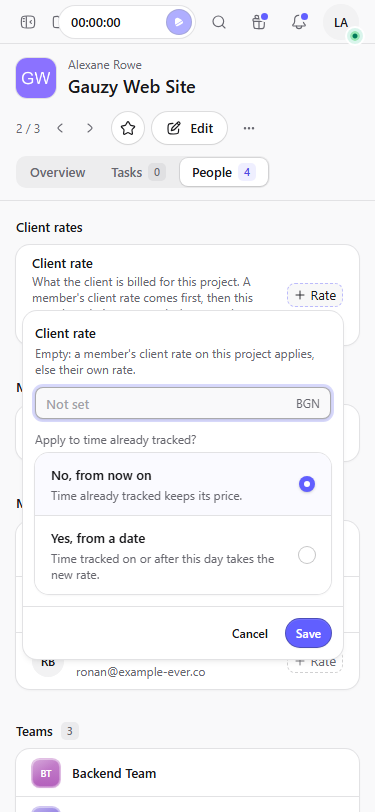 00:00:00
LA
GW
Alexane Rowe
Gauzy Web Site
2 / 3
Edit
Overview
Tasks 0
People 4
Client rates
Client rate
What the client is billed for this project. A
member's client rate comes first, then this
+ Rate
Client rate
Empty: a member's client rate on this project applies,
else their own rate.
Not set
BGN
Apply to time already tracked?
No, from now on
Time already tracked keeps its price.
Yes, from a date
Time tracked on or after this day takes the
new rate.
Cancel
Save
RB
ronan@example-ever.co
+ Rate
Teams 3
BT
Backend Team